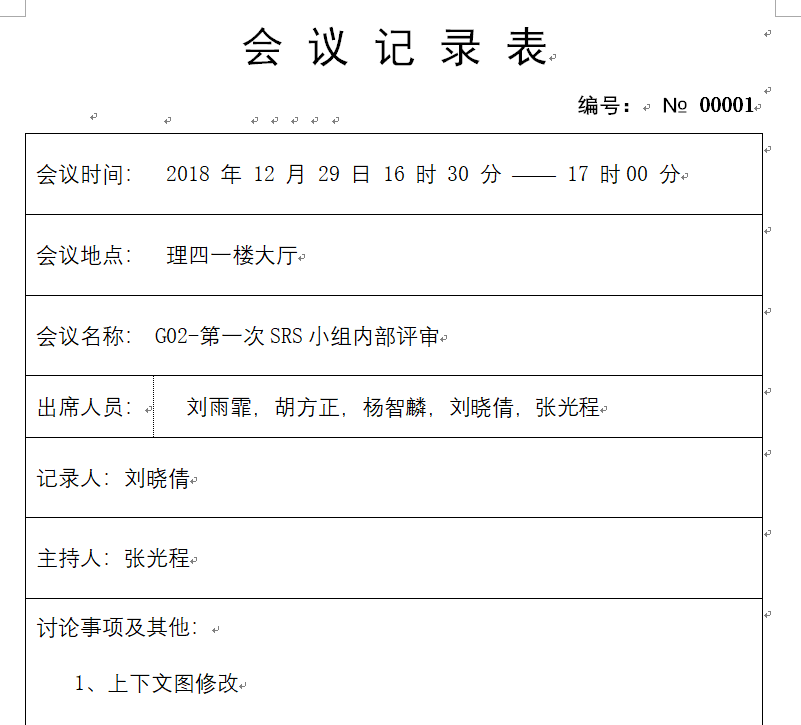 会 议 记 录 表
编号： № 00001
会议时间： 2018 年 12 月 29 日 16 时 30 分 —— 17 时 00 分
会议地点： 理四一楼大厅
会议名称： G02-第一次 SRS 小组内部评审
出席人员： 刘雨霏，胡方正，杨智麟，刘晓倩，张光程
记录人：刘晓倩
主持人：张光程
讨论事项及其他：
1、上下文图修改